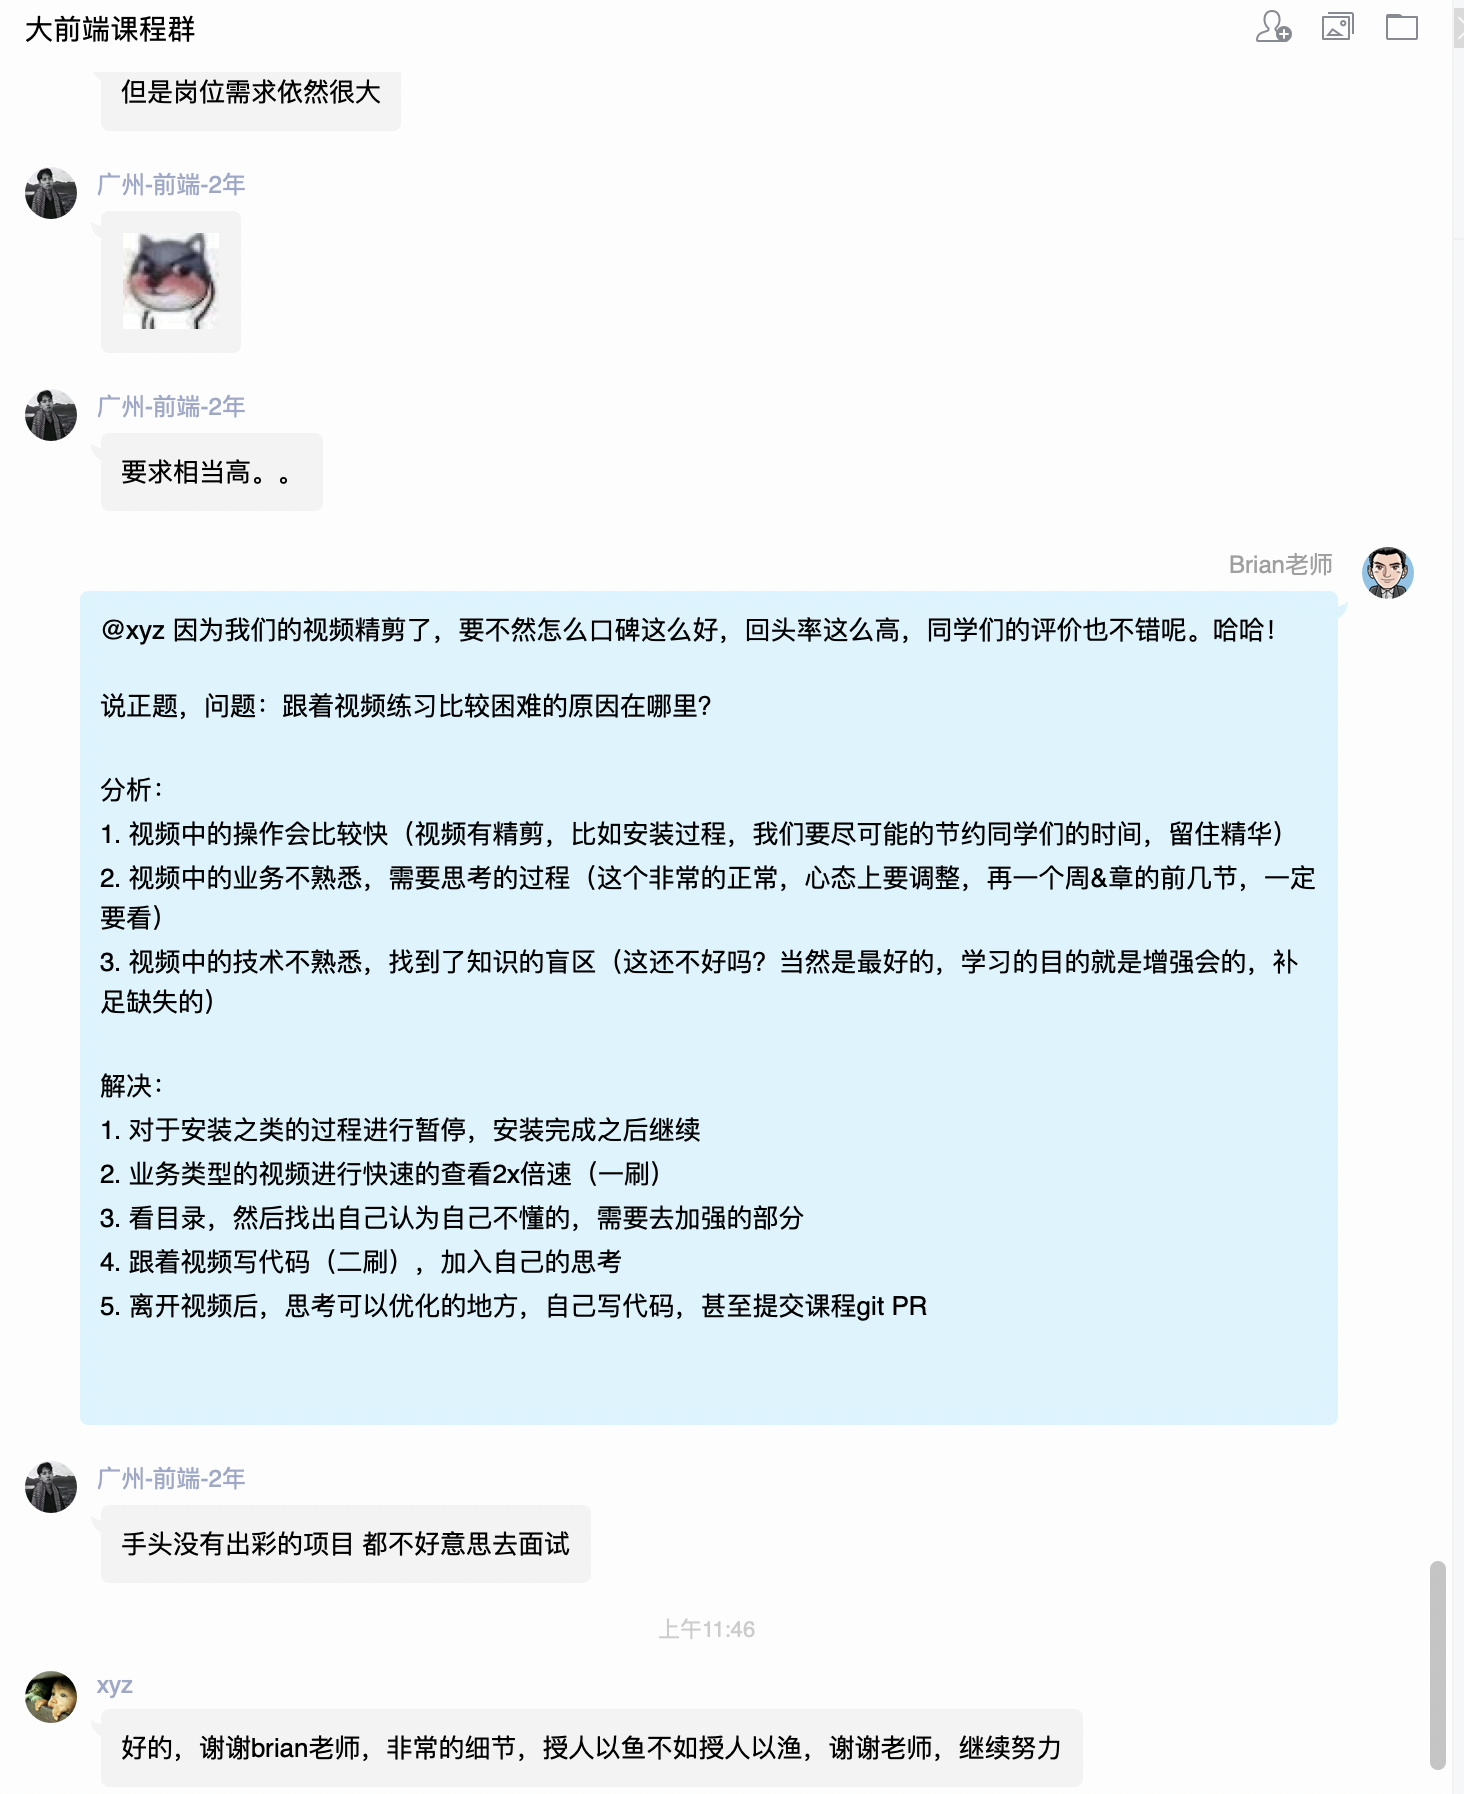 大前端课程群
但是岗位需求依然很大
广州-前端-2年
广州-前端-2年
要求相当高。。
Brian老师
@xyz 因为我们的视频精剪了，要不然怎么口碑这么好，回头率这么高，同学们的评价也不错呢。哈哈！
说正题，问题：跟着视频练习比较困难的原因在哪里？
分析：
1. 视频中的操作会比较快（视频有精剪，比如安装过程，我们要尽可能的节约同学们的时间，留住精华）
2. 视频中的业务不熟悉，需要思考的过程（这个非常的正常，心态上要调整，再一个周&章的前几节，一定
要看）
3. 视频中的技术不熟悉，找到了知识的盲区（这还不好吗？当然是最好的，学习的目的就是增强会的，补
足缺失的）
解决：
1. 对于安装之类的过程进行暂停，安装完成之后继续
2. 业务类型的视频进行快速的查看2x倍速（一刷）
3. 看目录，然后找出自己认为自己不懂的，需要去加强的部分
4. 跟着视频写代码（二刷），加入自己的思考
5. 离开视频后，思考可以优化的地方，自己写代码，甚至提交课程git PR
广州-前端-2年
手头没有出彩的项目 都不好意思去面试
上午11:46
xyz
好的，谢谢brian老师，非常的细节，授人以鱼不如授人以渔，谢谢老师，继续努力